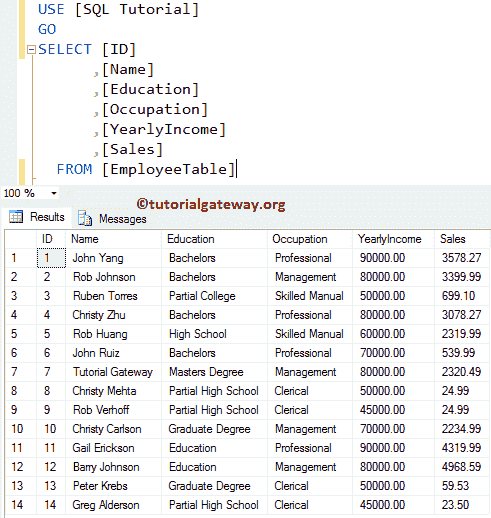 USE [SQL Tutorial]
GO
SELECT [ID]
,[Name]
,[Education]
,[Occupation]
,[YearlyIncome]
,[Sales]
FROM [EmployeeTable]
100 %
©tutorialgateway.org
Results Messages
ID Name Education Occupation YearlyIncome Sales
1 1 John Yang Bachelors Professional 90000.00 3578.27
2 2 Rob Johnson Bachelors Management 80000.00 3399.99
3 3 Ruben Torres Partial College Skilled Manual 50000.00 699.10
4 4 Christy Zhu Bachelors Professional 80000.00 3078.27
5 5 Rob Huang High School Skilled Manual 60000.00 2319.99
6 6 John Ruiz Bachelors Professional 70000.00 539.99
7 7 Tutorial Gateway Masters Degree Management 80000.00 2320.49
8 8 Christy Mehta Partial High School Clerical 50000.00 24.99
9 9 Rob Verhoff Partial High School Clerical 45000.00 24.99
10 10 Christy Carlson Graduate Degree Management 70000.00 2234.99
11 11 Gail Erickson Education Professional 90000.00 4319.99
12 12 Barry Johnson Education Management 80000.00 4968.59
13 13 Peter Krebs Graduate Degree Clerical 50000.00 59.53
14 14 Greg Alderson Partial High School Clerical 45000.00 23.50